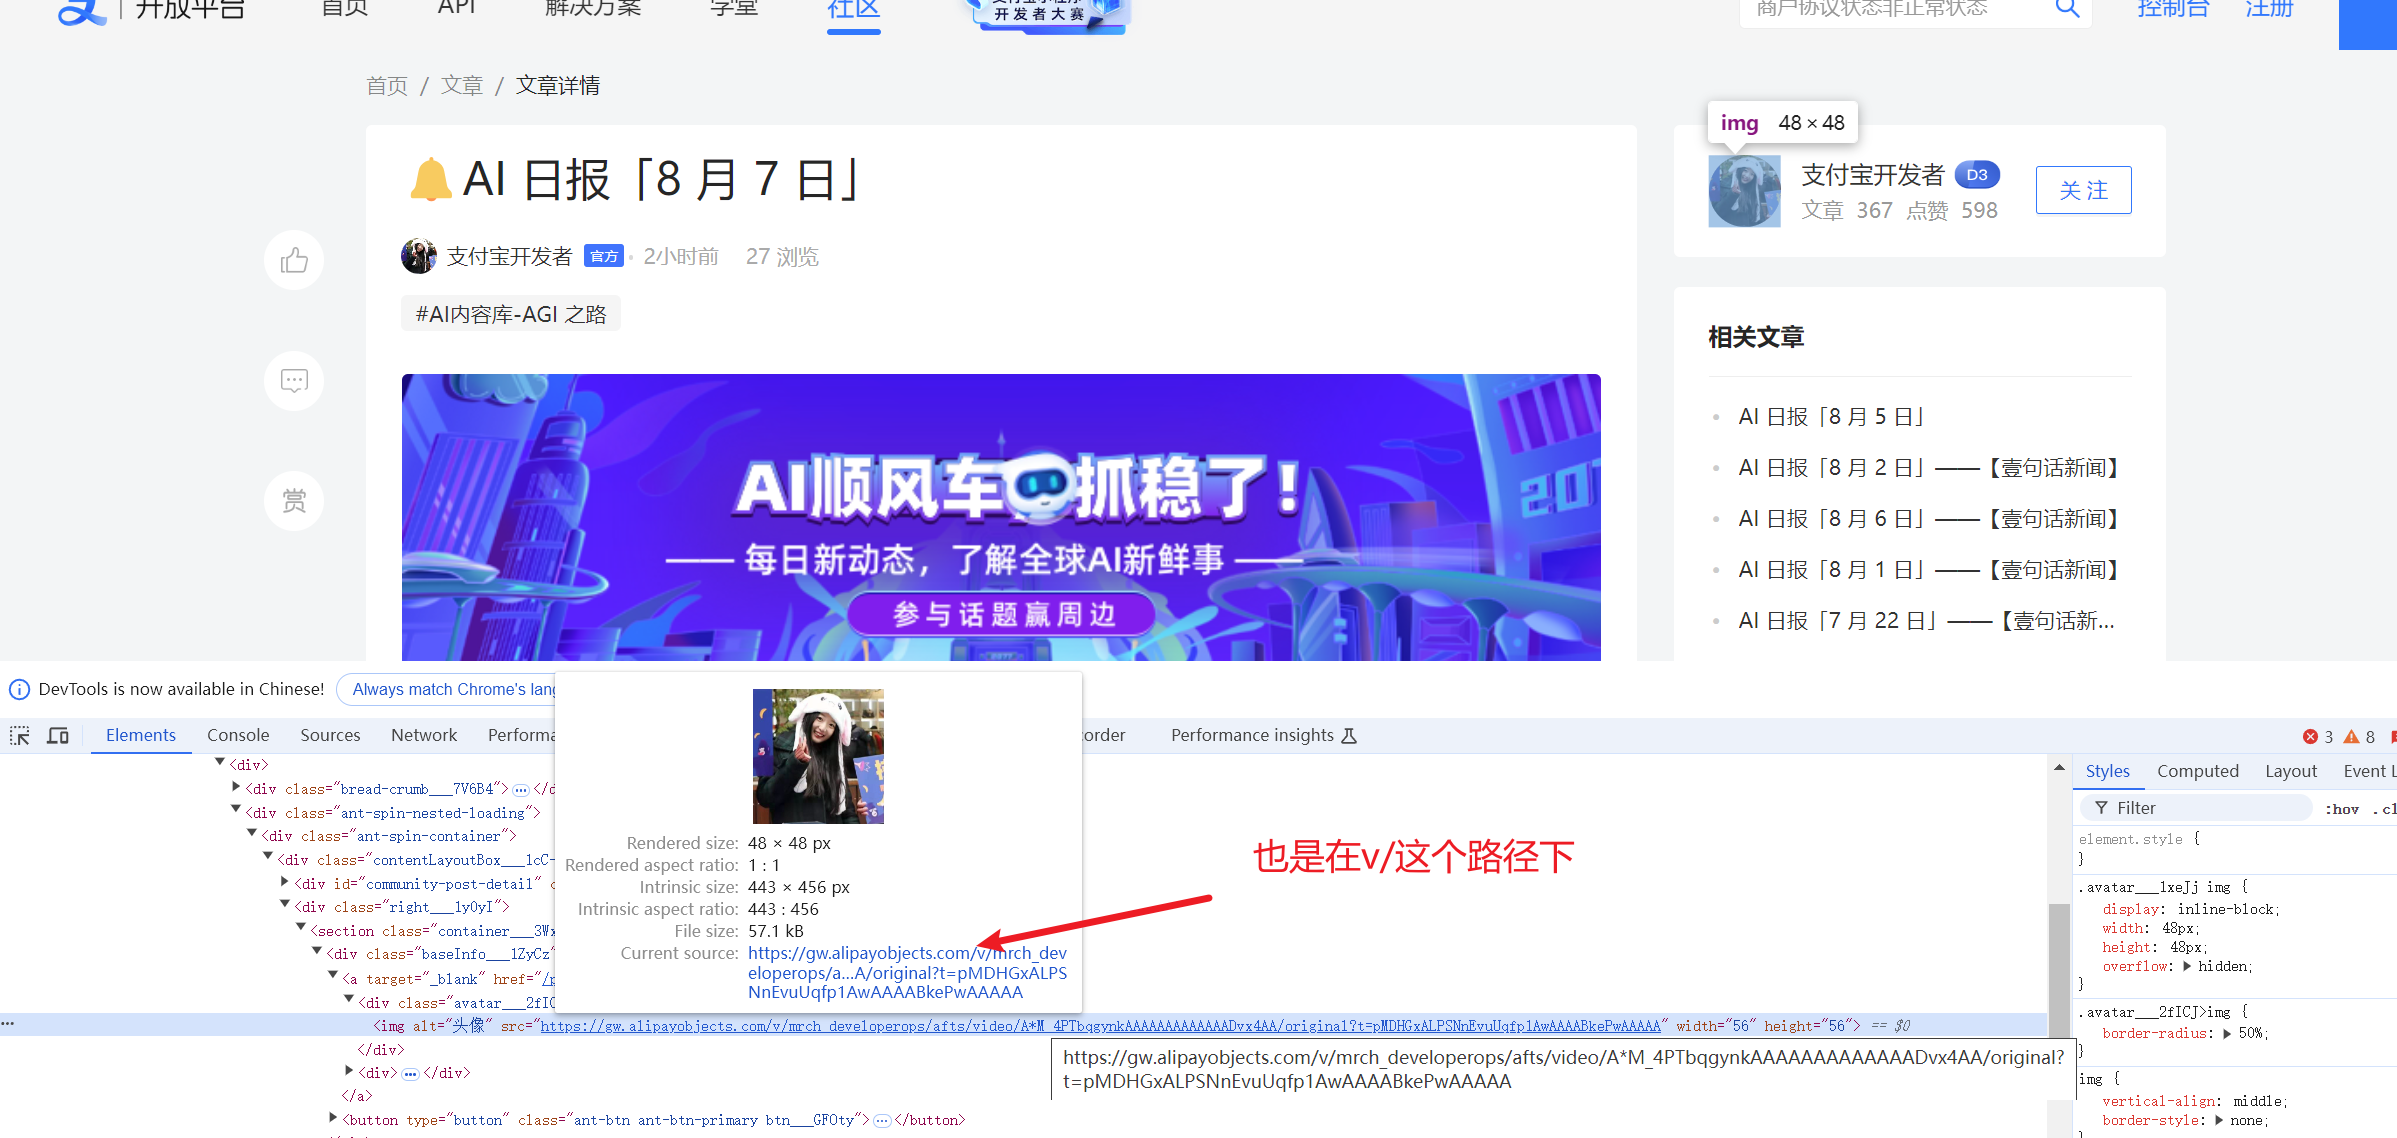 开放平台
首页
API
解决方案
学堂
社区
支付宝小程序
开发者大赛
商户协议状态非正常状态
控制台
注册
首页 / 文章 / 文章详情
img 48 × 48
AI 日报「8 月 7 日」
支付宝开发者 官方 · 2小时前 27 浏览
#AI内容库-AGI 之路
赏
AI顺风车抓稳了!
—— 每日新动态，了解全球AI新鲜事 ——
参与话题赢周边
支付宝开发者 D3
文章 367 点赞 598
关 注
相关文章
AI 日报「8 月 5 日」
AI 日报「8 月 2 日」——【壹句话新闻】
AI 日报「8 月 6 日」——【壹句话新闻】
AI 日报「8 月 1 日」——【壹句话新闻】
AI 日报「7 月 22 日」——【壹句话新...
DevTools is now available in Chinese!
Always match Chrome's lang
Elements Console Sources Network Performa corder Performance insights
3 8
<div>
<div class="bread-crumb___7V6B4"> … </d
<div class="ant-spin-nested-loading">
<div class="ant-spin-container">
<div class="contentLayoutBox___1cC-
<div id="community-post-detail" c
<div class="right___1y0yI">
<section class="container___3Wx
<div class="baseInfo___1ZyCz"
<a target="_blank" href="/p
<div class="avatar___2fIC
<img alt="头像" src="https://gw.alipayobjects.com/v/mrch_developerops/afts/video/A*M_4PTbqgynkAAAAAAAAAAAAADvx4AA/original?t=pMDHGxALPSNnEvuUqfp1AwAAAABkePwAAAAA" width="56" height="56"> == $0
</div>
<div> … </div>
</a>
<button type="button" class="ant-btn ant-btn-primary btn___GFOty"> … </button>
Rendered size: 48 × 48 px
Rendered aspect ratio: 1 : 1
Intrinsic size: 443 × 456 px
Intrinsic aspect ratio: 443 : 456
File size: 57.1 kB
Current source: https://gw.alipayobjects.com/v/mrch_dev
eloperops/a…A/original?t=pMDHGxALPS
NnEvuUqfp1AwAAAABkePwAAAAA
也是在v/这个路径下
https://gw.alipayobjects.com/v/mrch_developerops/afts/video/A*M_4PTbqgynkAAAAAAAAAAAAADvx4AA/original?
t=pMDHGxALPSNnEvuUqfp1AwAAAABkePwAAAAA
Styles Computed Layout Event L
Filter :hov .cl
element.style {
}
.avatar___1xeJj img {
display: inline-block;
width: 48px;
height: 48px;
overflow: hidden;
}
.avatar___2fICJ>img {
border-radius: 50%;
}
img {
vertical-align: middle;
border-style: none;